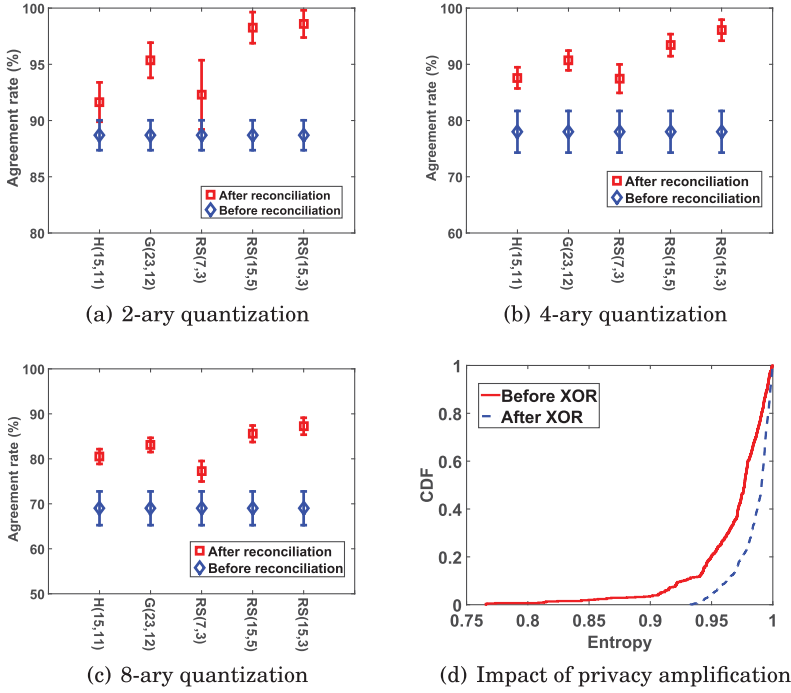 100
95
90
85
80
Agreement rate (%)
After reconciliation
Before reconciliation
H(15,11)
G(23,12)
RS(7,3)
RS(15,5)
RS(15,3)
(a) 2-ary quantization
100
90
80
70
60
Agreement rate (%)
After reconciliation
Before reconciliation
H(15,11)
G(23,12)
RS(7,3)
RS(15,5)
RS(15,3)
(b) 4-ary quantization
100
90
80
70
60
50
Agreement rate (%)
After reconciliation
Before reconciliation
H(15,11)
G(23,12)
RS(7,3)
RS(15,5)
RS(15,3)
(c) 8-ary quantization
1
0.8
0.6
0.4
0.2
0
CDF
Before XOR
After XOR
0.75 0.8 0.85 0.9 0.95 1
Entropy
(d) Impact of privacy amplification